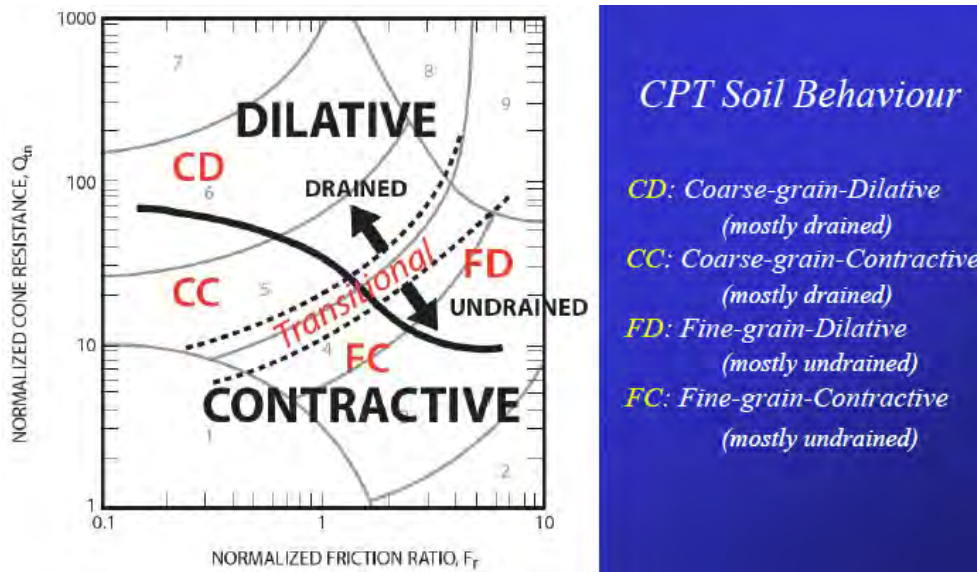 1000
100
10
1
0.1
1
10
NORMALIZED CONE RESISTANCE, Qtn
NORMALIZED FRICTION RATIO, Fr
7
8
9
DILATIVE
CD
6
DRAINED
CC
5
Transitional
FD
UNDRAINED
4
FC
CONTRACTIVE
1
2
CPT Soil Behaviour
CD: Coarse-grain-Dilative
(mostly drained)
CC: Coarse-grain-Contractive
(mostly drained)
FD: Fine-grain-Dilative
(mostly undrained)
FC: Fine-grain-Contractive
(mostly undrained)